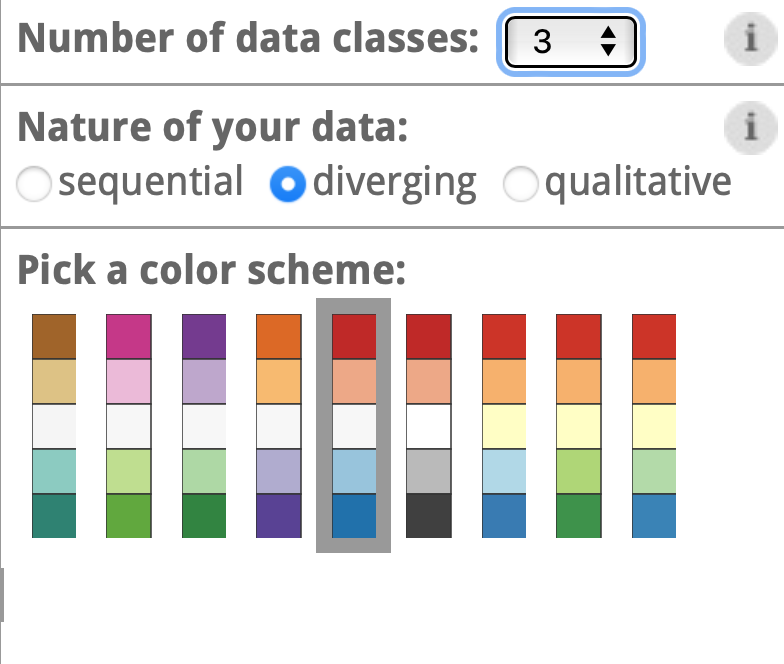 Number of data classes: 3 i
Nature of your data: i
sequential diverging qualitative
Pick a color scheme: